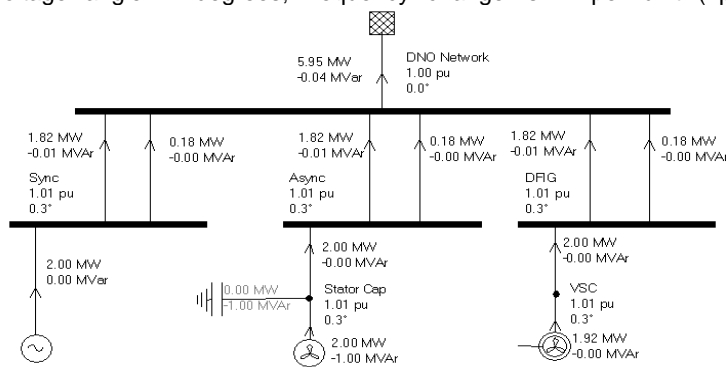 DNO Network
1.00 pu
0.0°
5.95 MW
-0.04 MVar
1.82 MW
-0.01 MVAr
0.18 MW
-0.00 MVAr
1.82 MW
-0.01 MVAr
0.18 MW
-0.00 MVAr
1.82 MW
-0.01 MVAr
0.18 MW
-0.00 MVAr
Sync
1.01 pu
0.3°
Async
1.01 pu
0.3°
DFIG
1.01 pu
0.3°
2.00 MW
0.00 MVar
2.00 MW
-0.00 MVAr
0.00 MW
-1.00 MVAr
Stator Cap
1.01 pu
0.3°
2.00 MW
-1.00 MVAr
2.00 MW
-0.00 MVAr
VSC
1.01 pu
0.3°
1.92 MW
-0.00 MVAr